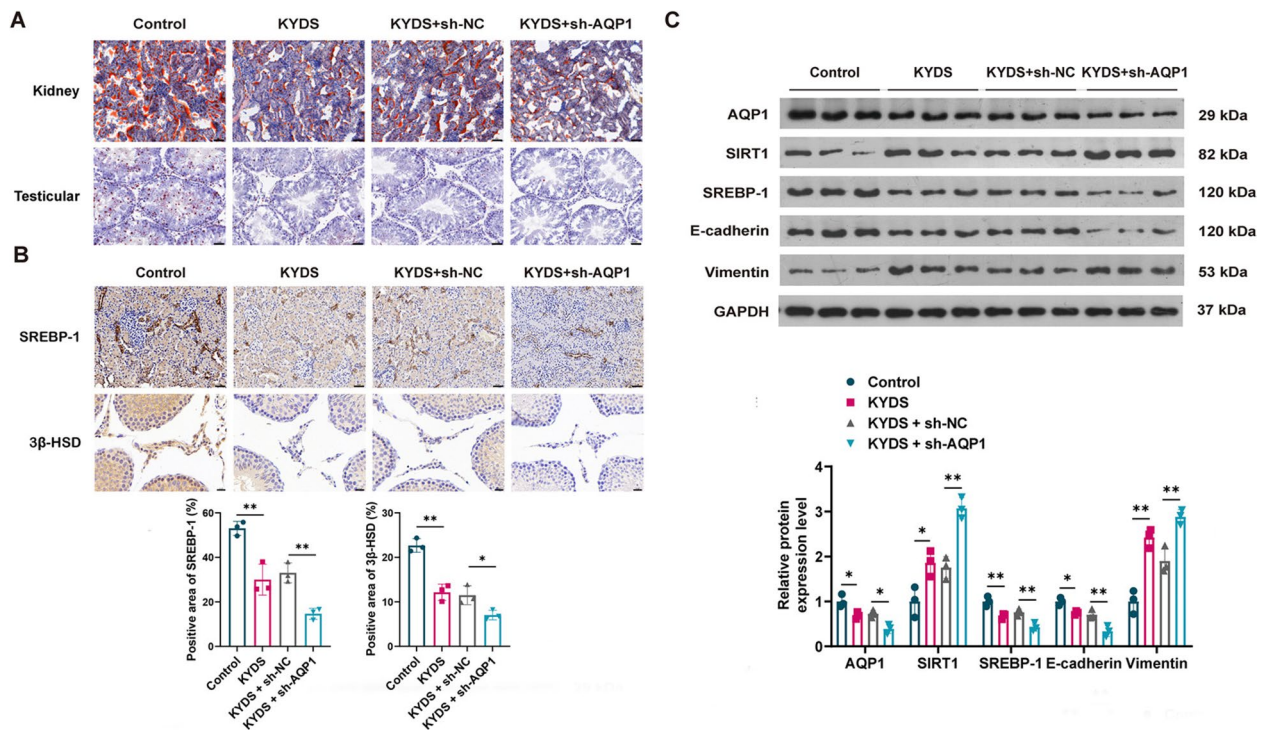 A
Control KYDS KYDS+sh-NC KYDS+sh-AQP1
Kidney
Testicular
B
Control KYDS KYDS+sh-NC KYDS+sh-AQP1
SREBP-1
3β-HSD
Positive area of SREBP-1 (%)
60
40
20
0
** **
Control KYDS KYDS + sh-NC KYDS + sh-AQP1
Positive area of 3β-HSD (%)
30
20
10
0
** *
Control KYDS KYDS + sh-NC KYDS + sh-AQP1
C
Control KYDS KYDS+sh-NC KYDS+sh-AQP1
AQP1 29 kDa
SIRT1 82 kDa
SREBP-1 120 kDa
E-cadherin 120 kDa
Vimentin 53 kDa
GAPDH 37 kDa
Control
KYDS
KYDS + sh-NC
KYDS + sh-AQP1
Relative protein
expression level
4
3
2
1
0
* * * ** ** ** * ** ** **
AQP1 SIRT1 SREBP-1 E-cadherin Vimentin